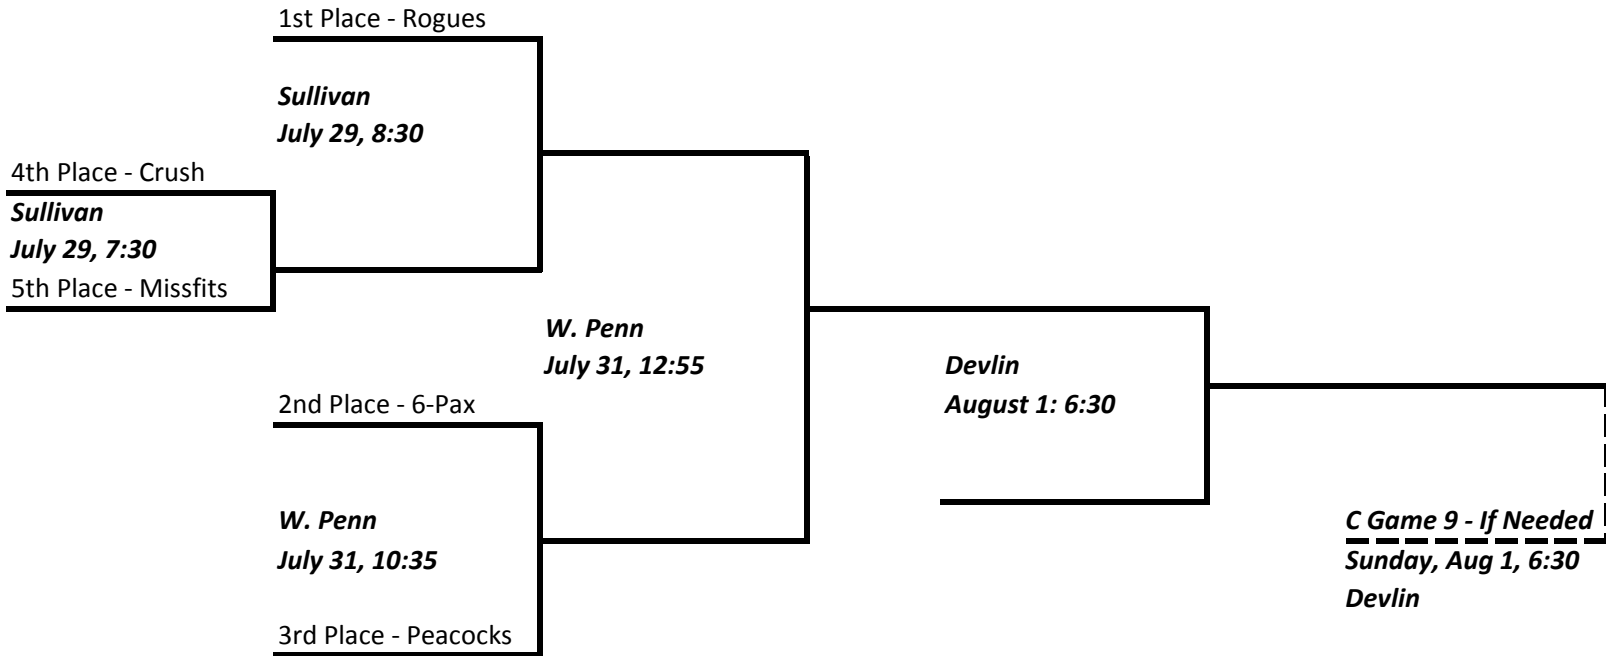 1st Place - Rogues
Sullivan
July 29, 8:30
4th Place - Crush
Sullivan
July 29, 7:30
5th Place - Missfits
W. Penn
July 31, 12:55
Devlin
August 1: 6:30
2nd Place - 6-Pax
W. Penn
July 31, 10:35
3rd Place - Peacocks
C Game 9 - If Needed
Sunday, Aug 1, 6:30
Devlin